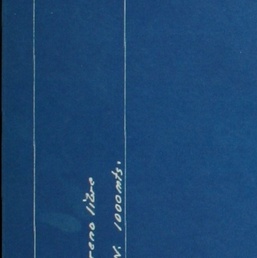 reno libre
N. 1000 mts.